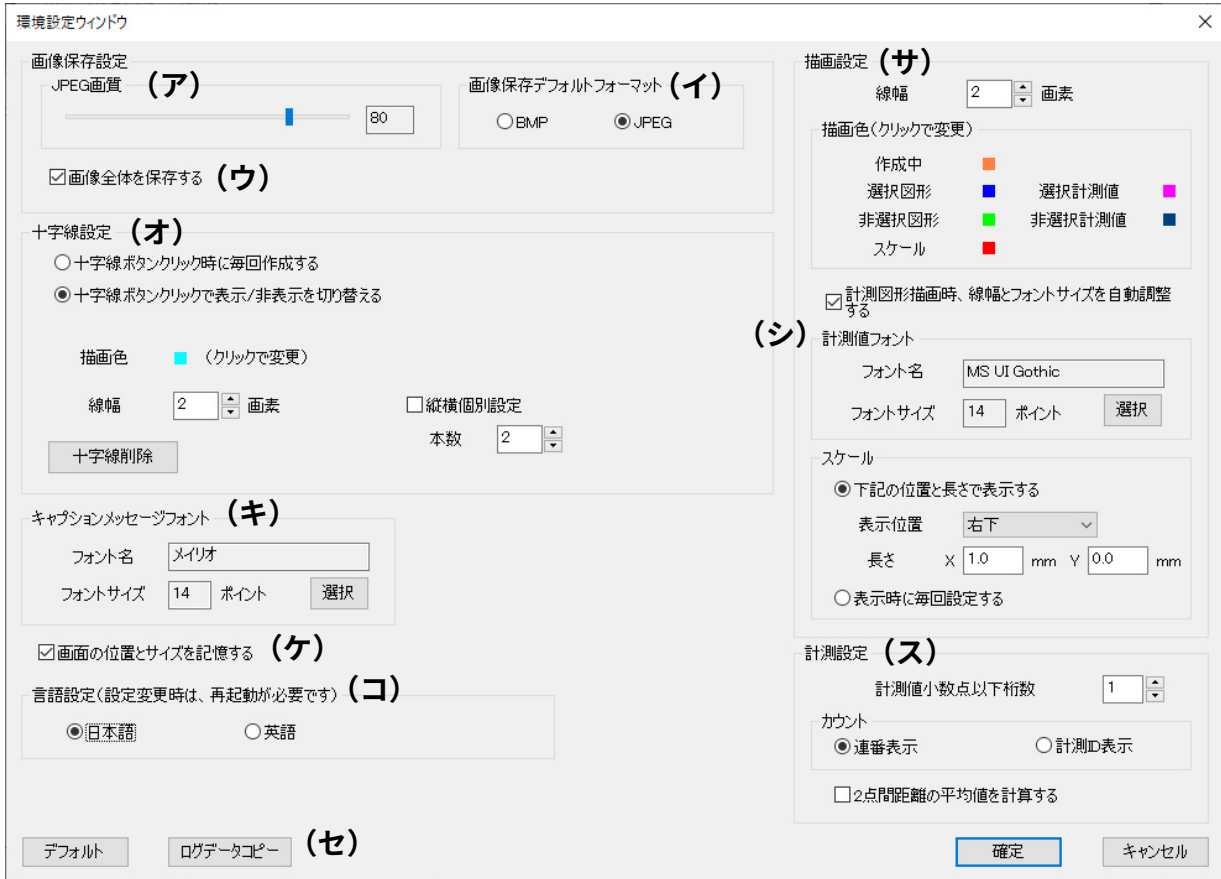 環境設定ウィンドウ
画像保存設定
JPEG画質 (ア)
80
画像保存デフォルトフォーマット (イ)
BMP JPEG
画像全体を保存する (ウ)
十字線設定 (オ)
十字線ボタンクリック時に毎回作成する
十字線ボタンクリックで表示/非表示を切り替える
描画色 (クリックで変更)
線幅 2 画素
縦横個別設定
本数 2
十字線削除
キャプションメッセージフォント (キ)
フォント名 メイリオ
フォントサイズ 14 ポイント 選択
画面の位置とサイズを記憶する (ケ)
言語設定(設定変更時は、再起動が必要です) (コ)
日本語 英語
デフォルト ログデータコピー (セ)
描画設定 (サ)
線幅 2 画素
描画色(クリックで変更)
作成中
選択図形 選択計測値
非選択図形 非選択計測値
スケール
計測図形描画時、線幅とフォントサイズを自動調整
する
(シ) 計測値フォント
フォント名 MS UI Gothic
フォントサイズ 14 ポイント 選択
スケール
下記の位置と長さで表示する
表示位置 右下
長さ X 1.0 mm Y 0.0 mm
表示時に毎回設定する
計測設定 (ス)
計測値小数点以下桁数 1
カウント
連番表示 計測ID表示
2点間距離の平均値を計算する
確定 キャンセル